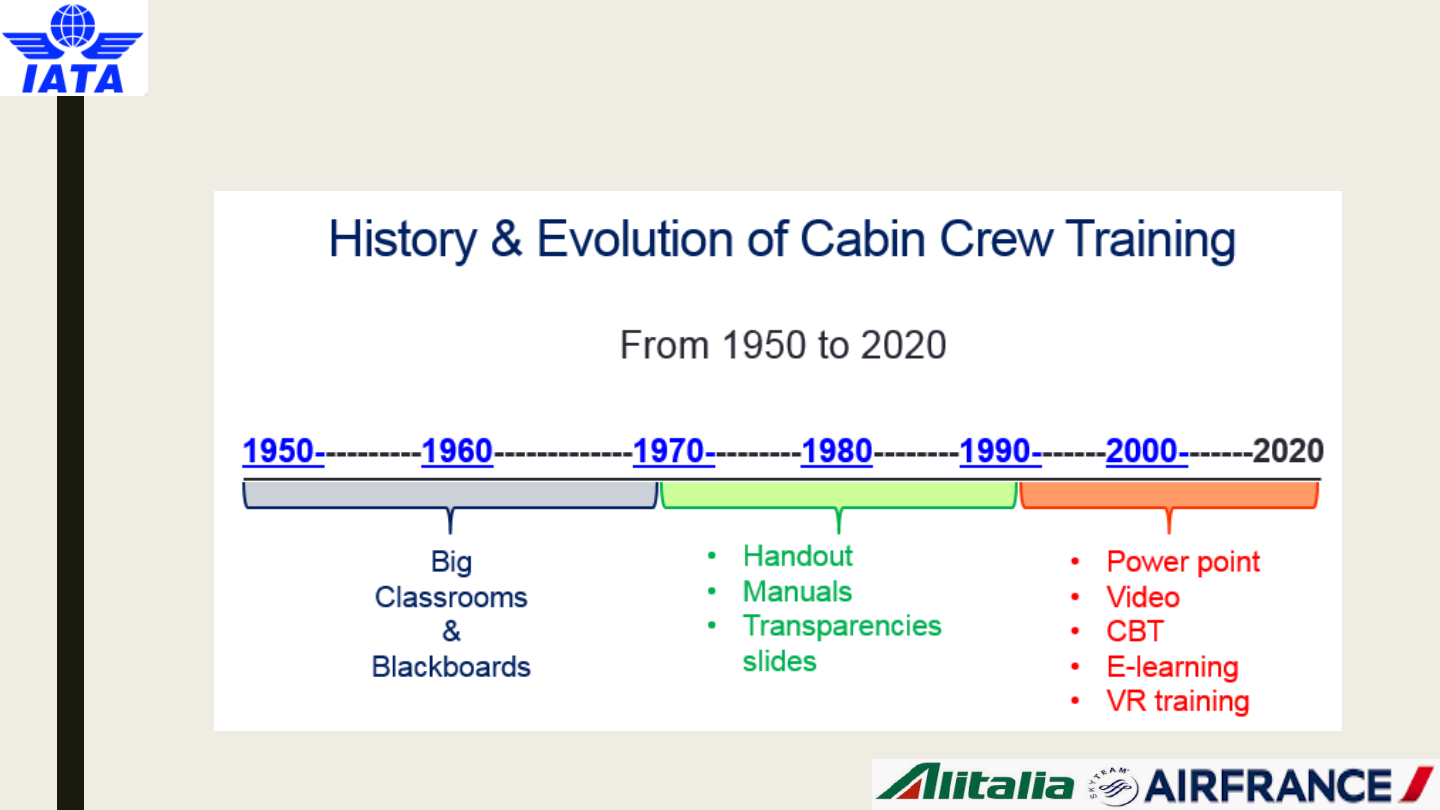 IATA
History & Evolution of Cabin Crew Training
From 1950 to 2020
1950----------1960-------------1970---------1980--------1990-------2000-------2020
Big
Classrooms
&
Blackboards
• Handout
• Manuals
• Transparencies
slides
• Power point
• Video
• CBT
• E-learning
• VR training
Alitalia SKYTEAM AIRFRANCE